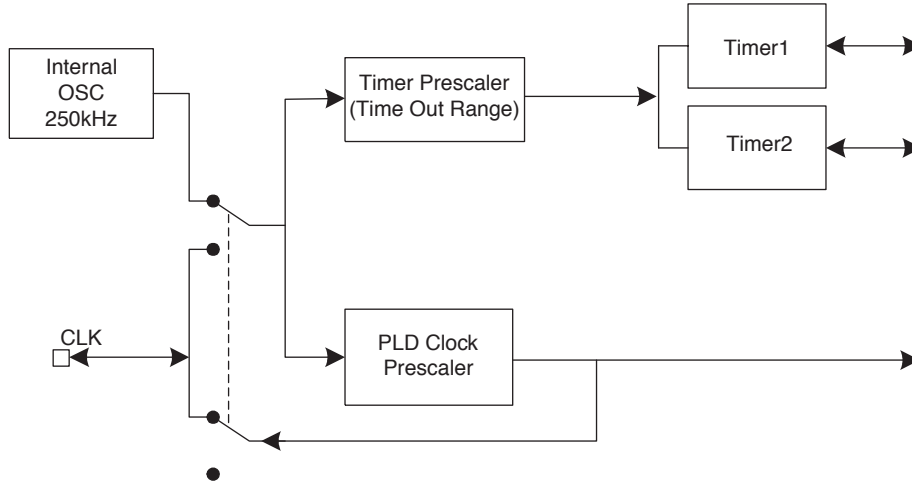 Internal
OSC
250kHz
Timer Prescaler
(Time Out Range)
Timer1
Timer2
CLK
PLD Clock
Prescaler